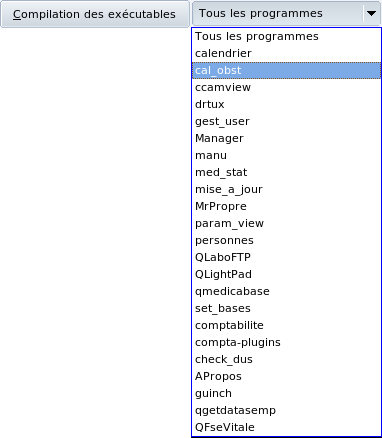 Compilation des exécutables
Tous les programmes
Tous les programmes
calendrier
cal_obst
ccamview
drtux
gest_user
Manager
manu
med_stat
mise_a_jour
MrPropre
param_view
personnes
QLaboFTP
QLightPad
qmedicabase
set_bases
comptabilite
compta-plugins
check_dus
APropos
guinch
qgetdatasemp
QFseVitale